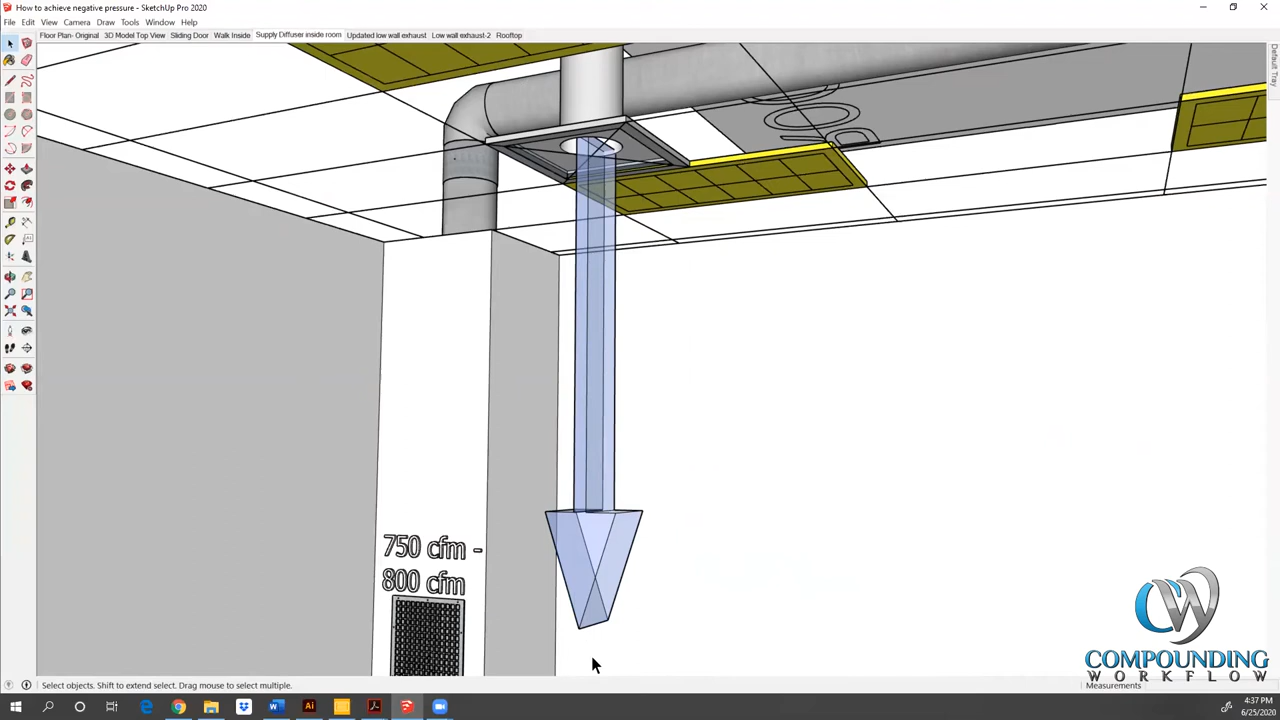 How to achieve negative pressure - SketchUp Pro 2020
File Edit View Camera Draw Tools Window Help
Floor Plan- Original 3D Model Top View Sliding Door Walk Inside Supply Diffuser inside room Updated low wall exhaust Low wall exhaust-2 Rooftop
Default Tray
750 cfm -
800 cfm
CW
COMPOUNDING
WORKFLOW
Select objects. Shift to extend select. Drag mouse to select multiple.
Measurements
4:37 PM
6/25/2020